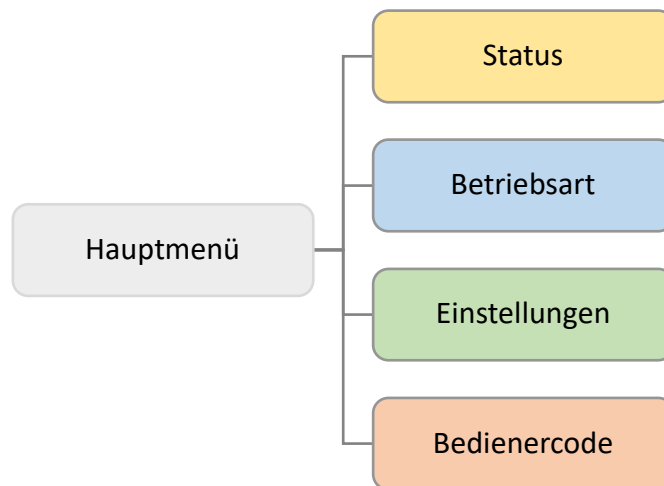 Hauptmenü
Status
Betriebsart
Einstellungen
Bedienercode